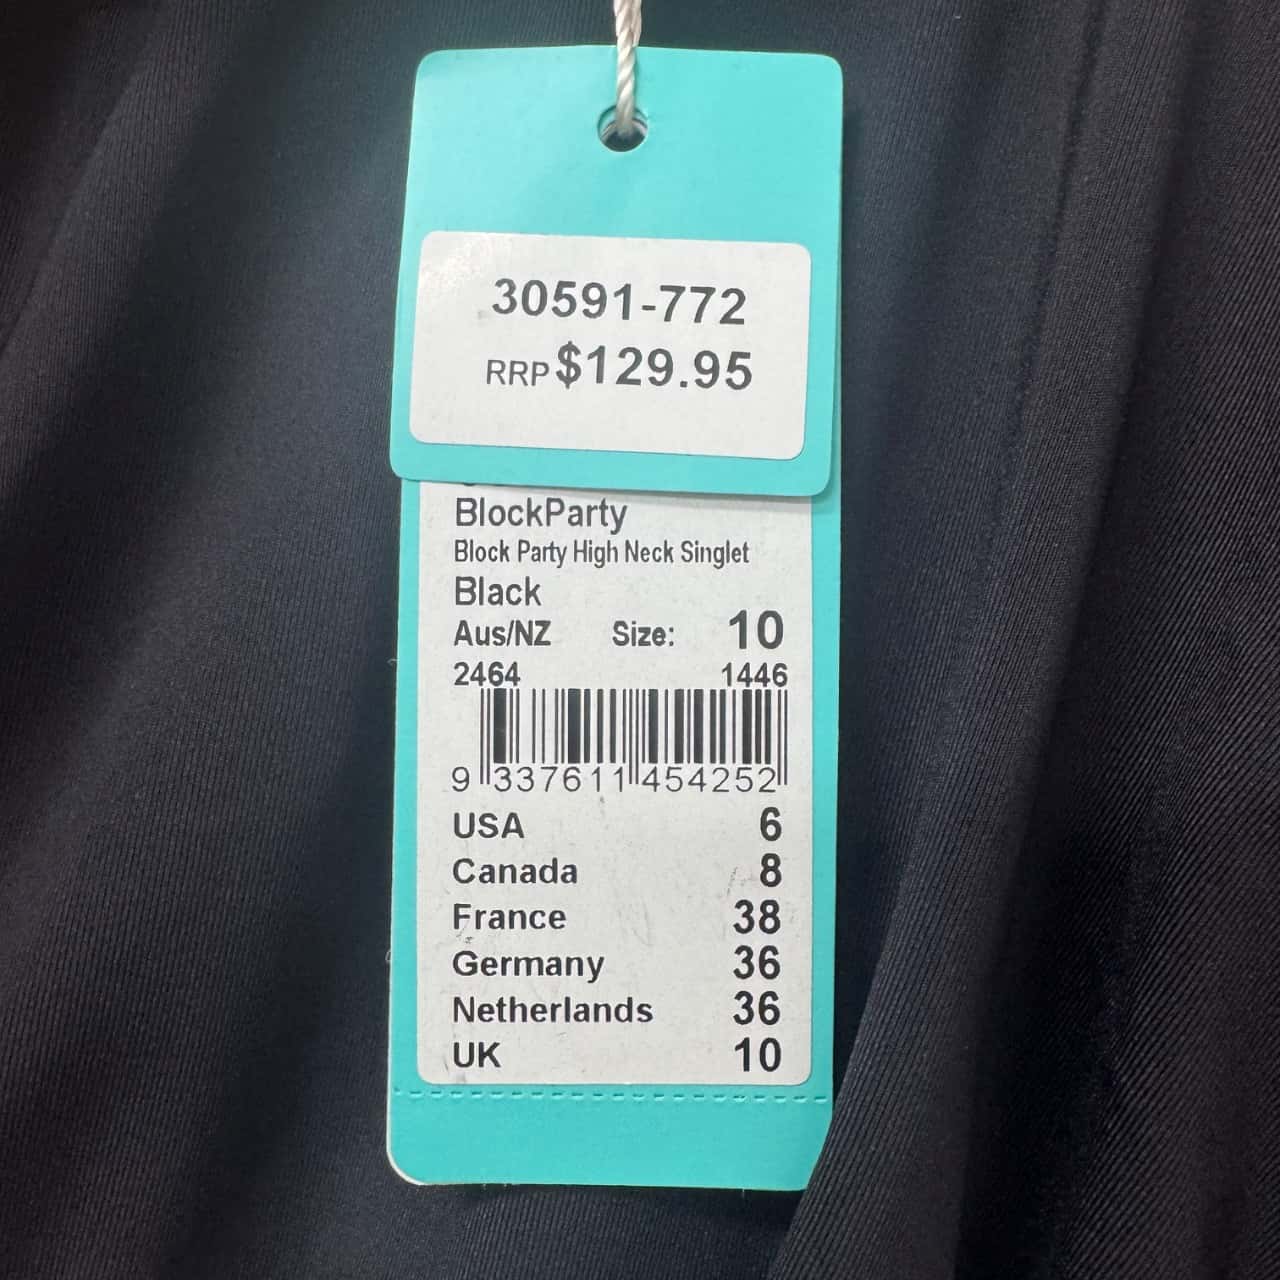 30591-772
RRP $129.95
BlockParty
Block Party High Neck Singlet
Black
Aus/NZ Size: 10
2464 1446
9 337611 454252
USA 6
Canada 8
France 38
Germany 36
Netherlands 36
UK 10